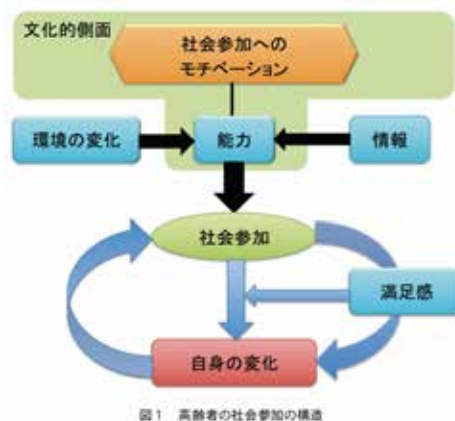 文化的側面
社会参加への
モチベーション
環境の変化
能力
情報
社会参加
満足感
自身の変化
図1 高齢者の社会参加の構造